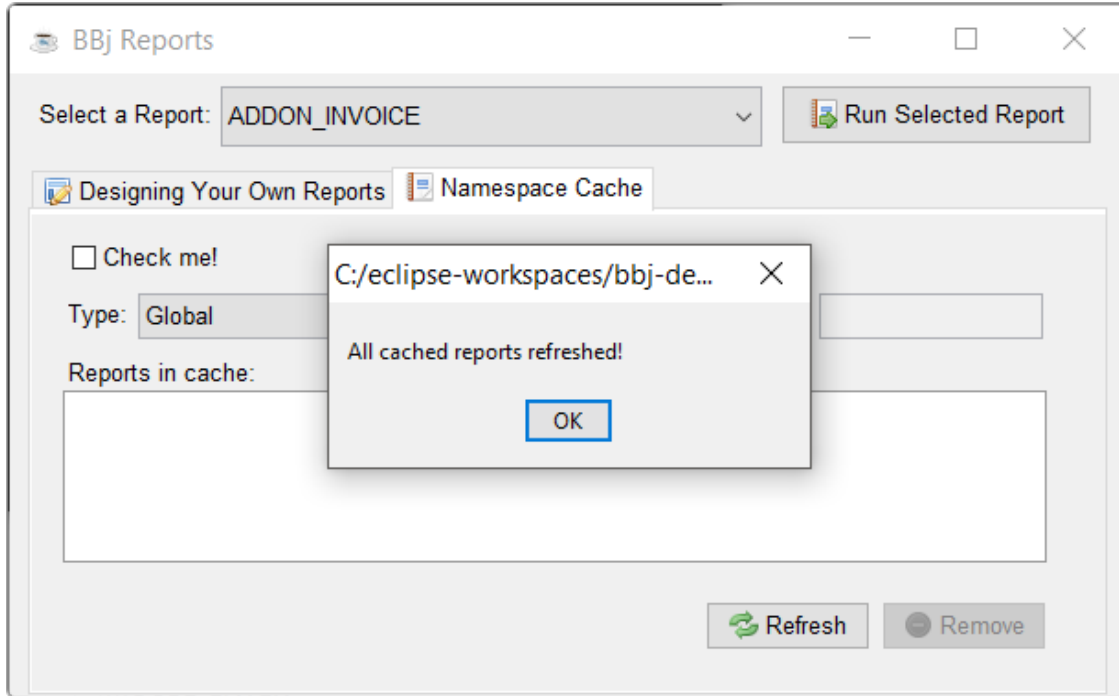 BBj Reports
Select a Report: ADDON_INVOICE Run Selected Report
Designing Your Own Reports Namespace Cache
Check me!
C:/eclipse-workspaces/bbj-de...
Type: Global
All cached reports refreshed!
Reports in cache:
OK
Refresh Remove